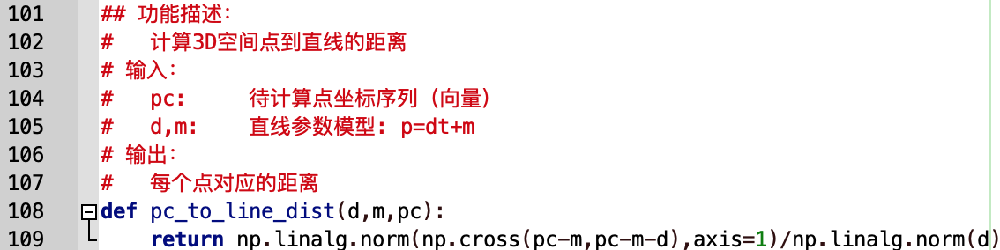 101 ## 功能描述：
102 #   计算3D空间点到直线的距离
103 # 输入：
104 #   pc:     待计算点坐标序列（向量）
105 #   d,m:    直线参数模型: p=dt+m
106 # 输出：
107 #   每个点对应的距离
108 def pc_to_line_dist(d,m,pc):
109     return np.linalg.norm(np.cross(pc-m,pc-m-d),axis=1)/np.linalg.norm(d)